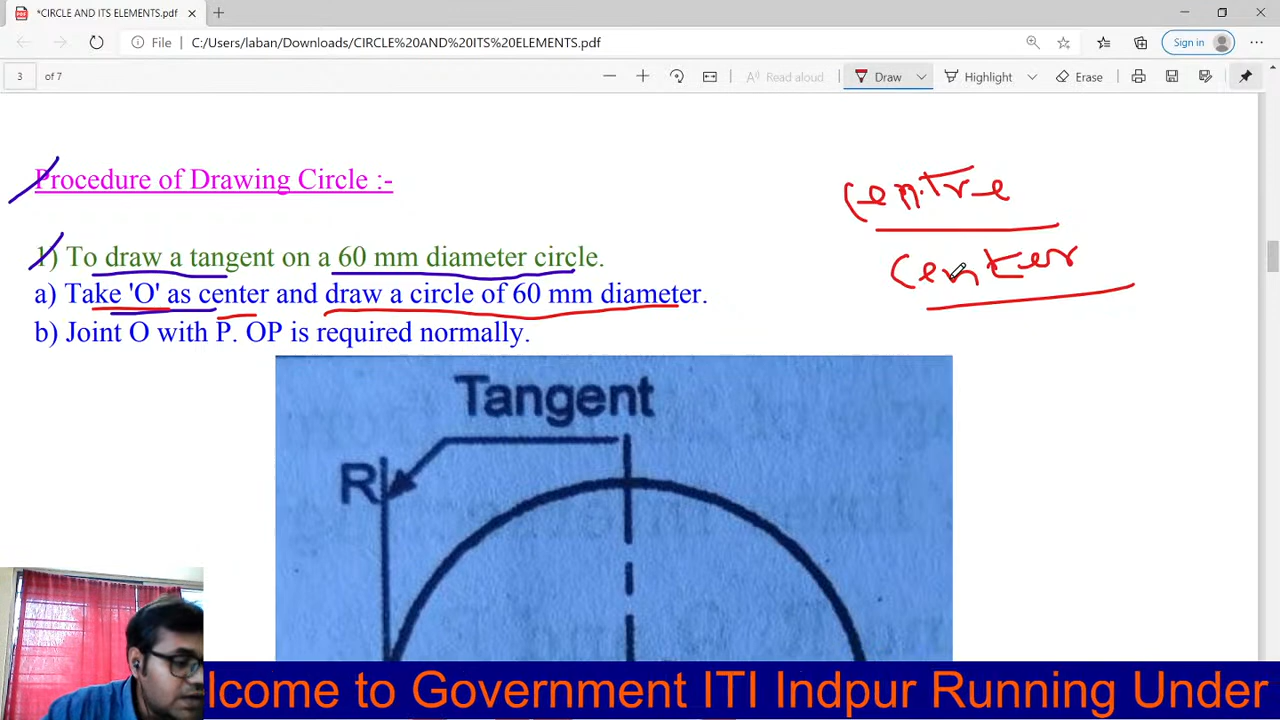 *CIRCLE AND ITS ELEMENTS.pdf
File C:/Users/laban/Downloads/CIRCLE%20AND%20ITS%20ELEMENTS.pdf Sign in
3 of 7 Read aloud Draw Highlight Erase
Procedure of Drawing Circle :-
Centre
1) To draw a tangent on a 60 mm diameter circle.
Center
a) Take 'O' as center and draw a circle of 60 mm diameter.
b) Joint O with P. OP is required normally.
Tangent
R
lcome to Government ITI Indpur Running Under